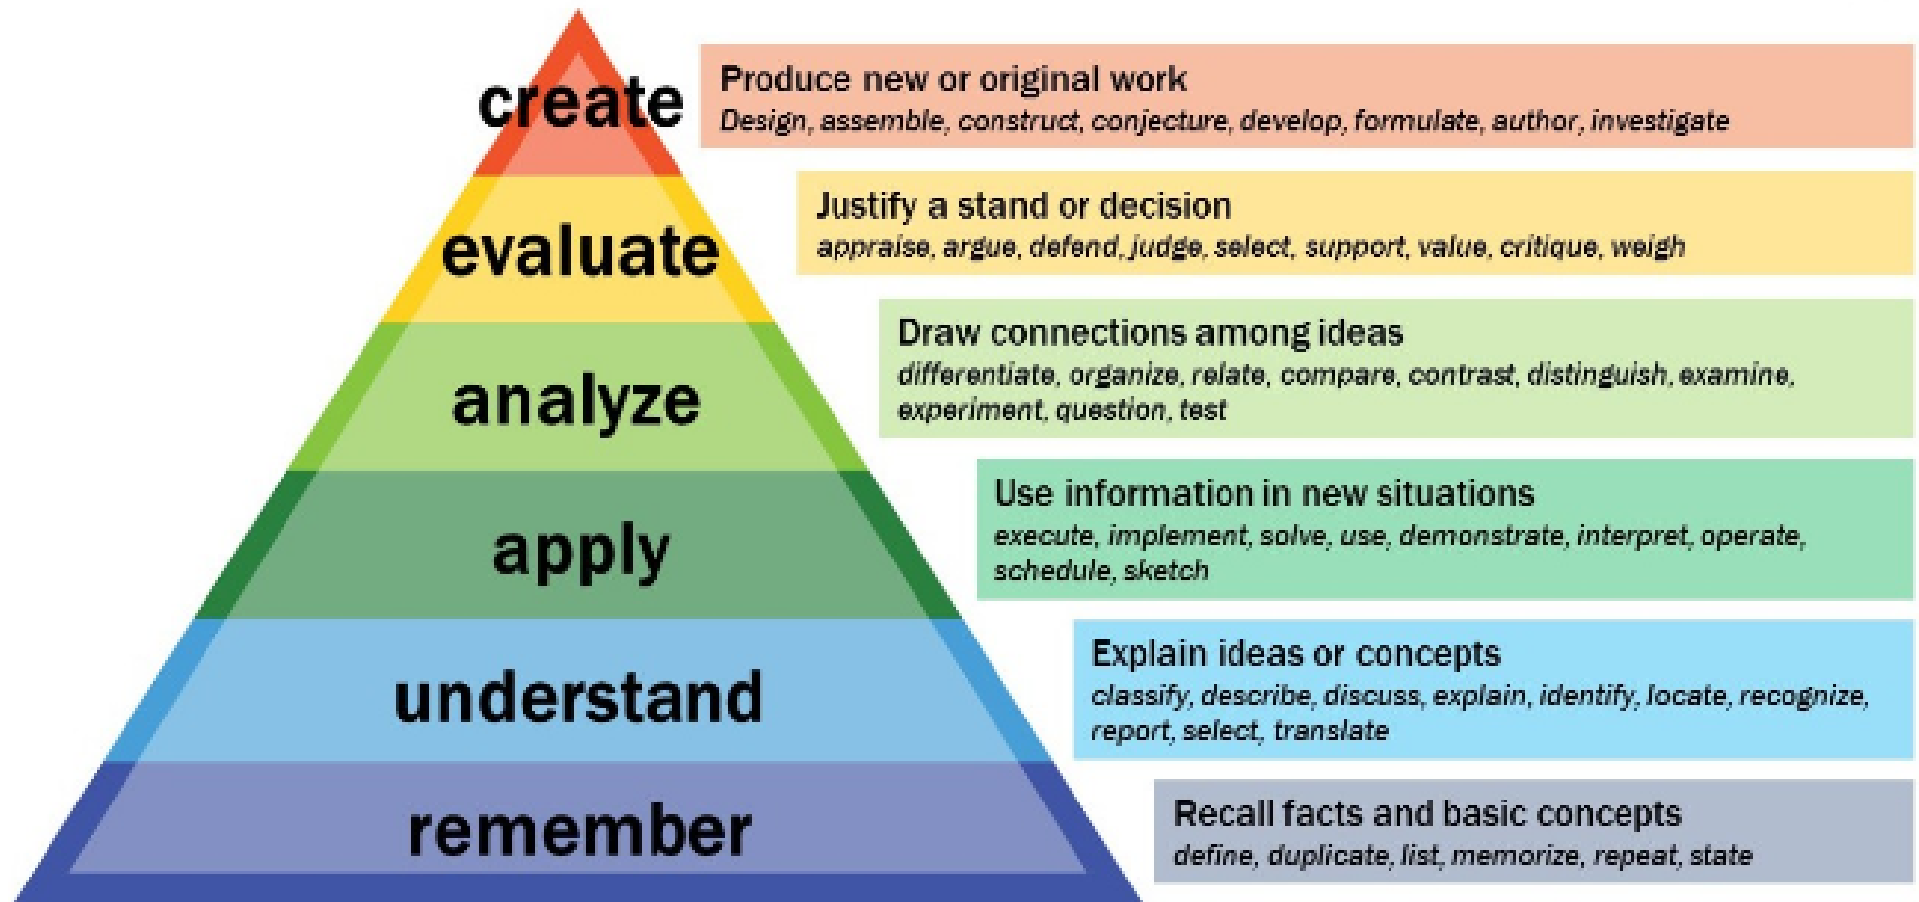 create
Produce new or original work
Design, assemble, construct, conjecture, develop, formulate, author, investigate
evaluate
Justify a stand or decision
appraise, argue, defend, judge, select, support, value, critique, weigh
analyze
Draw connections among ideas
differentiate, organize, relate, compare, contrast, distinguish, examine,
experiment, question, test
apply
Use information in new situations
execute, implement, solve, use, demonstrate, interpret, operate,
schedule, sketch
understand
Explain ideas or concepts
classify, describe, discuss, explain, identify, locate, recognize,
report, select, translate
remember
Recall facts and basic concepts
define, duplicate, list, memorize, repeat, state